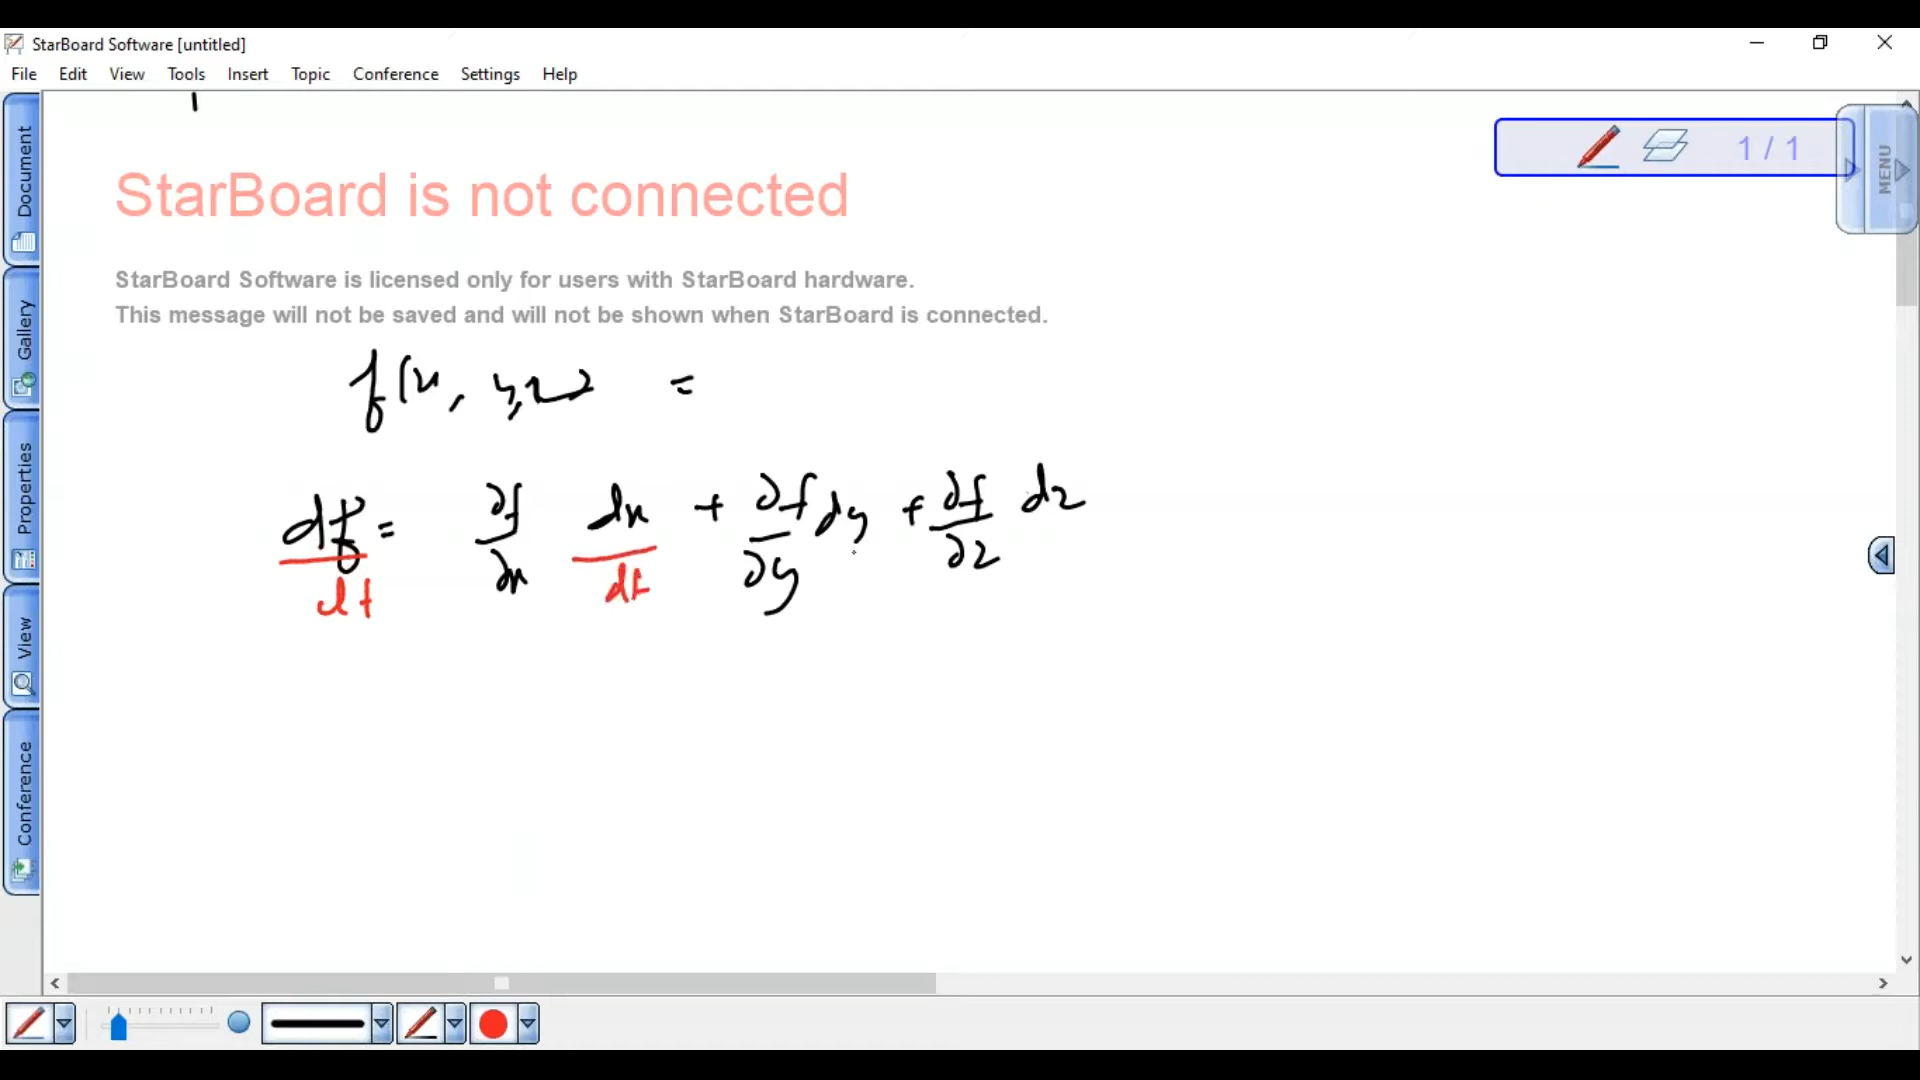 StarBoard Software [untitled]
File Edit View Tools Insert Topic Conference Settings Help
Document
Gallery
Properties
View
Conference
1 / 1
MENU
StarBoard is not connected
StarBoard Software is licensed only for users with StarBoard hardware.
This message will not be saved and will not be shown when StarBoard is connected.
f(x, y, z) =
df/dt = ∂f/∂x dx/dt + ∂f/∂y dy + ∂f/∂z dz